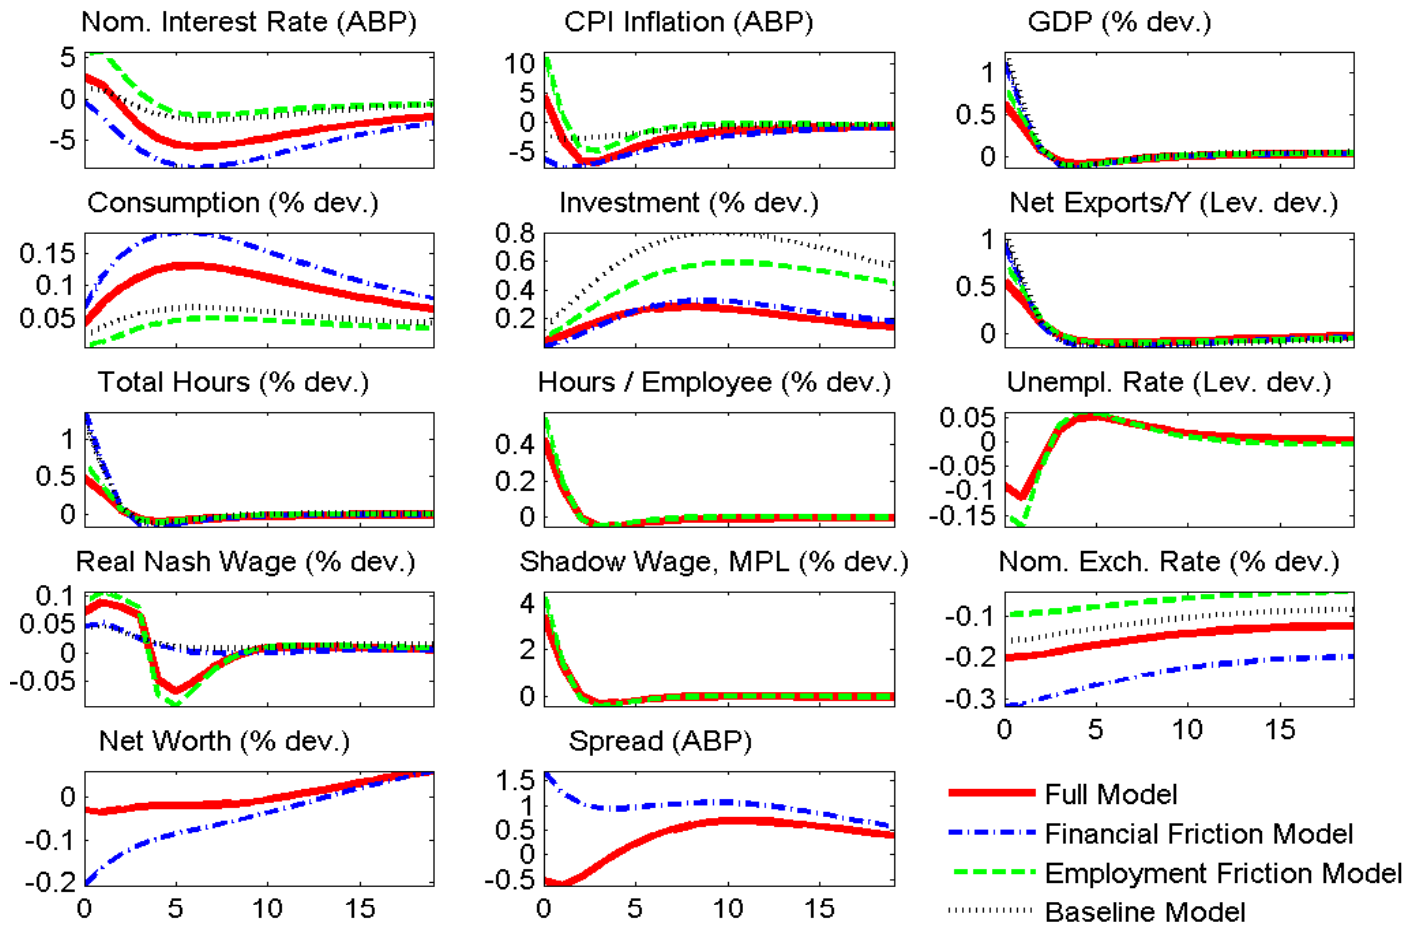 Nom. Interest Rate (ABP)
CPI Inflation (ABP)
GDP (% dev.)
5
0
-5
10
5
0
-5
1
0.5
0
Consumption (% dev.)
Investment (% dev.)
Net Exports/Y (Lev. dev.)
0.15
0.1
0.05
0.8
0.6
0.4
0.2
1
0.5
0
Total Hours (% dev.)
Hours / Employee (% dev.)
Unempl. Rate (Lev. dev.)
1
0.5
0
0.4
0.2
0
0.05
0
-0.05
-0.1
-0.15
Real Nash Wage (% dev.)
Shadow Wage, MPL (% dev.)
Nom. Exch. Rate (% dev.)
0.1
0.05
0
-0.05
4
2
0
-0.1
-0.2
-0.3
0 5 10 15
Net Worth (% dev.)
Spread (ABP)
0
-0.1
-0.2
0 5 10 15
1.5
1
0.5
0
-0.5
0 5 10 15
Full Model
Financial Friction Model
Employment Friction Model
Baseline Model